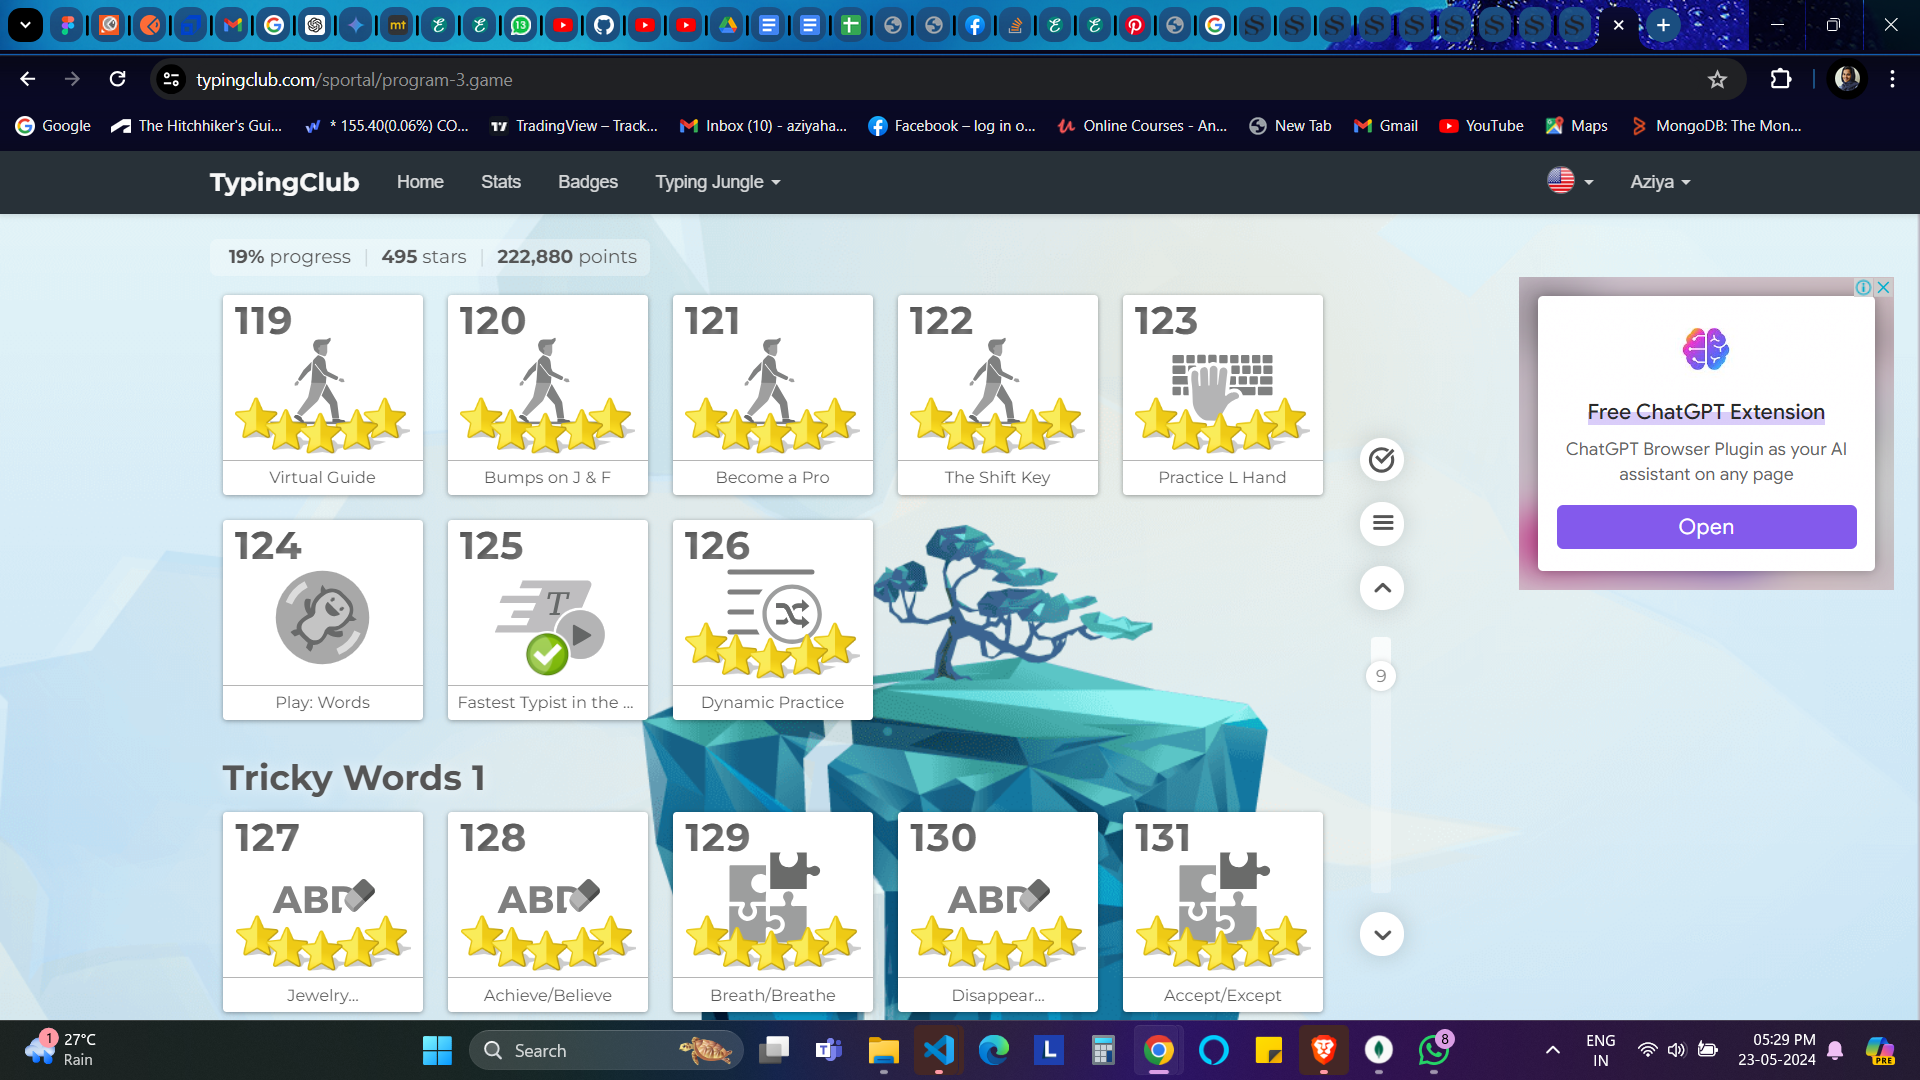 mt
13
typingclub.com/sportal/program-3.game
Google
The Hitchhiker's Gui...
* 155.40(0.06%) CO...
TradingView – Track...
Inbox (10) - aziyaha...
Facebook – log in o...
Online Courses - An...
New Tab
Gmail
YouTube
Maps
MongoDB: The Mon...
TypingClub Home Stats Badges Typing Jungle Aziya
19% progress 495 stars 222,880 points
119 120 121 122 123
Virtual Guide Bumps on J & F Become a Pro The Shift Key Practice L Hand
124 125 126
T
Play: Words Fastest Typist in the ... Dynamic Practice
9
Tricky Words 1
127 128 129 130 131
ABD ABD ABD
Jewelry... Achieve/Believe Breath/Breathe Disappear... Accept/Except
Free ChatGPT Extension
ChatGPT Browser Plugin as your AI
assistant on any page
Open
1 27°C
Rain
Search
L
8
ENG
IN
05:29 PM
23-05-2024
PRE